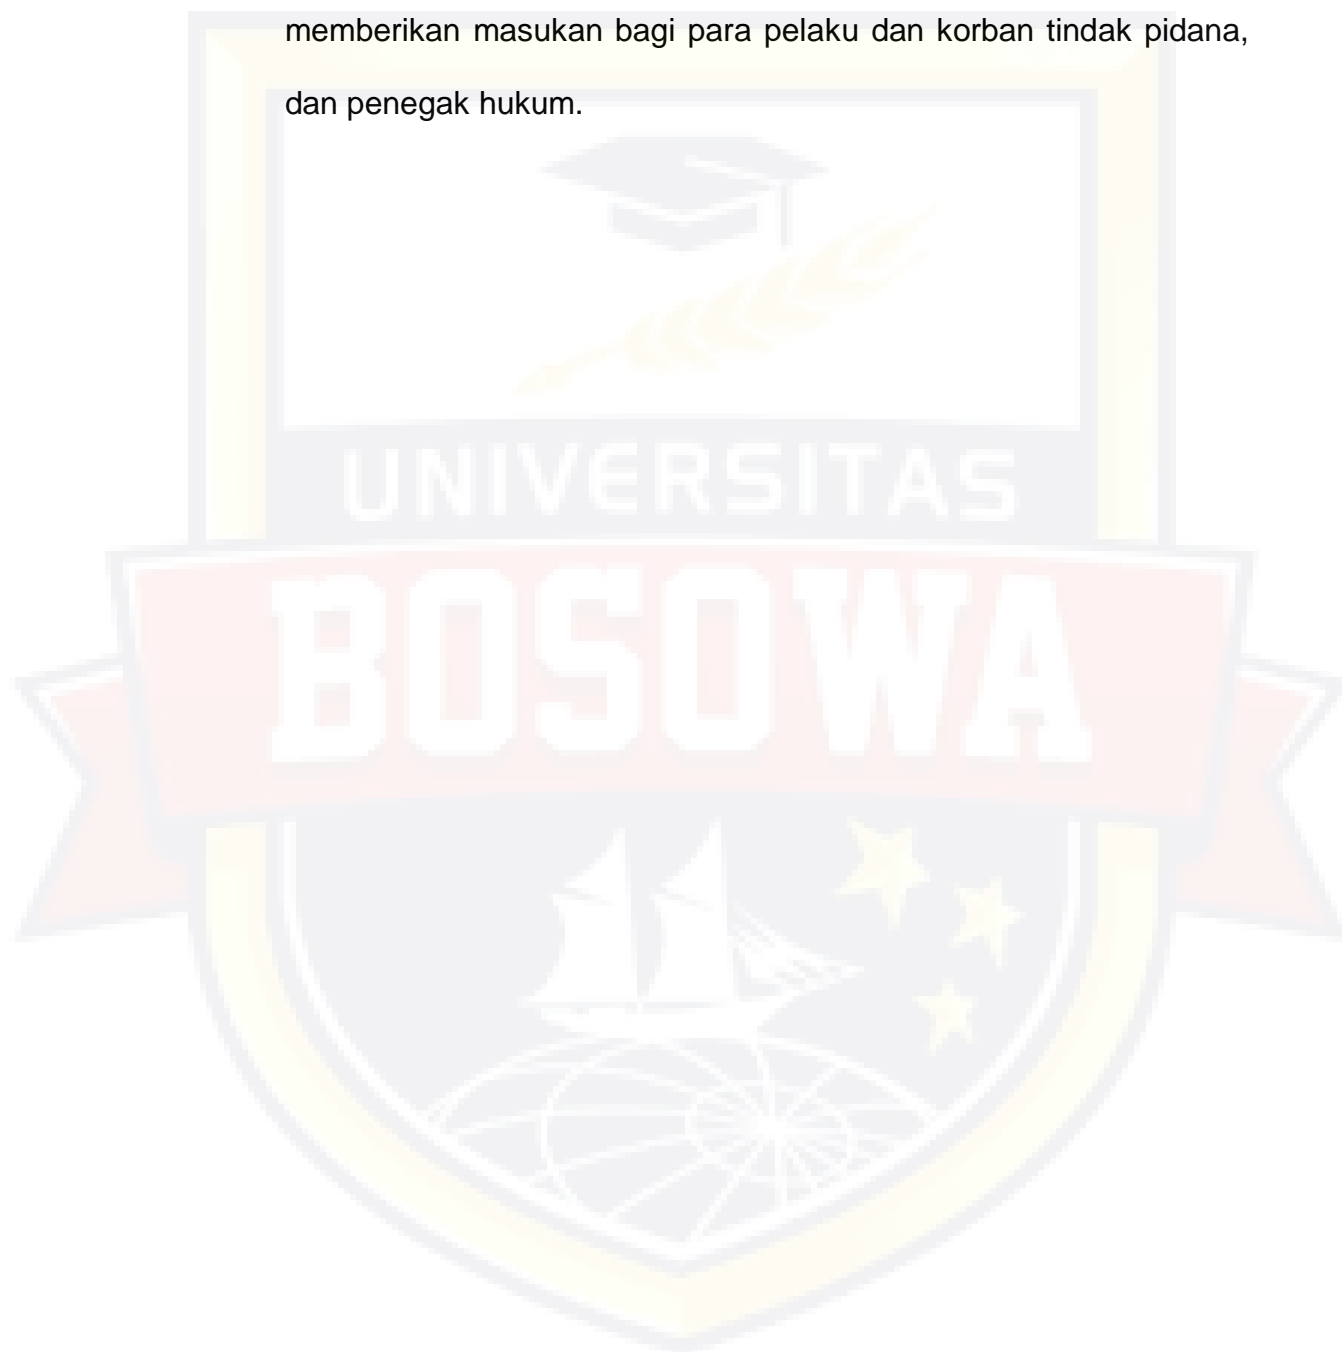 memberikan masukan bagi para pelaku dan korban tindak pidana,
dan penegak hukum.
UNIVERSITAS
BOSOWA